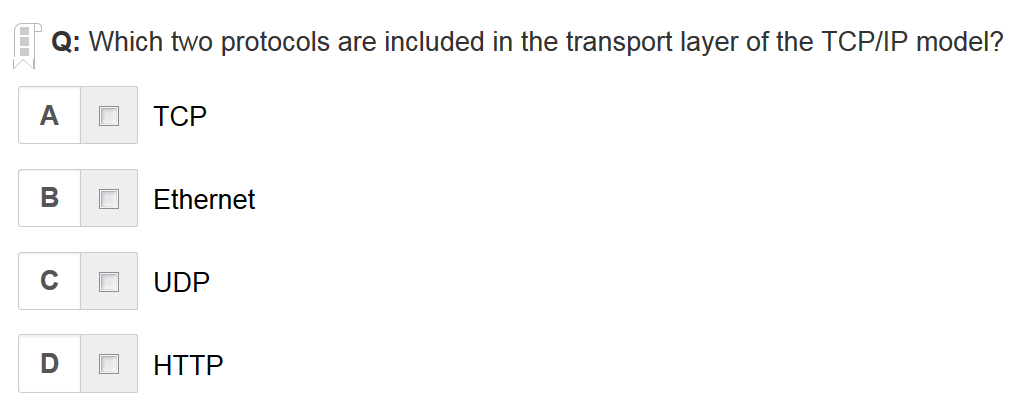 Q: Which two protocols are included in the transport layer of the TCP/IP model?
A TCP
B Ethernet
C UDP
D HTTP